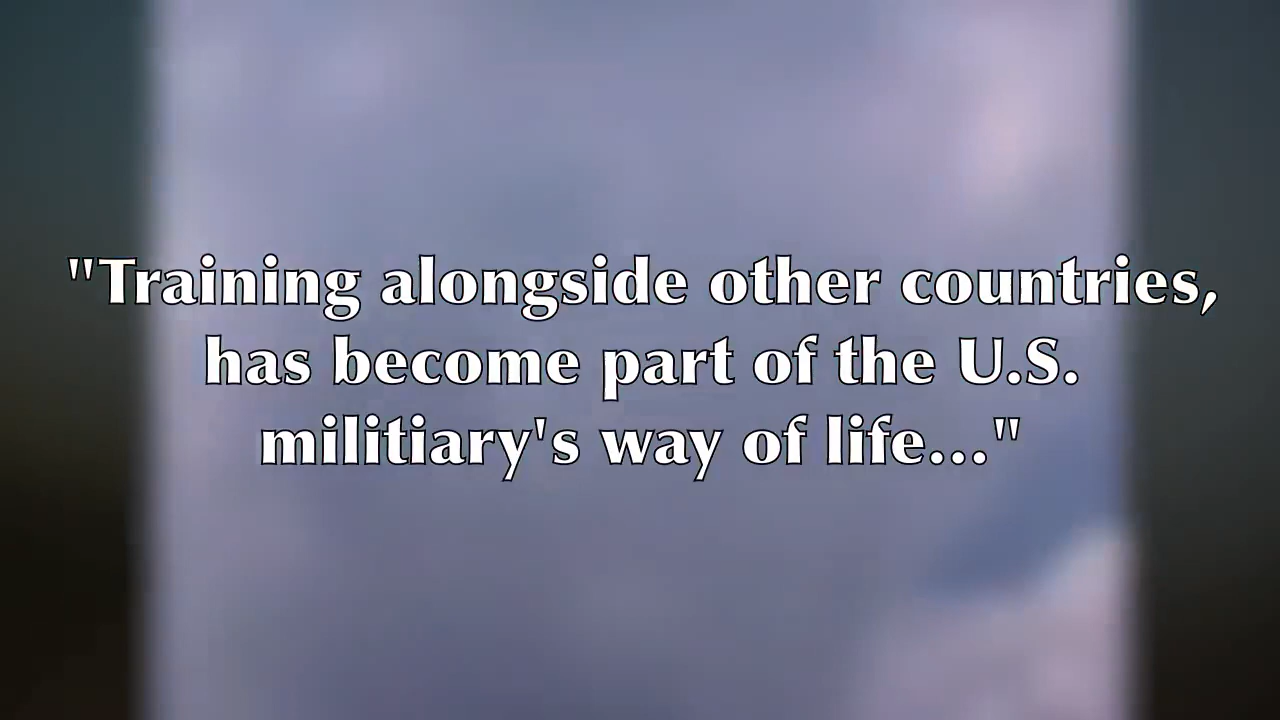 "Training alongside other countries,
has become part of the U.S.
militiary's way of life..."